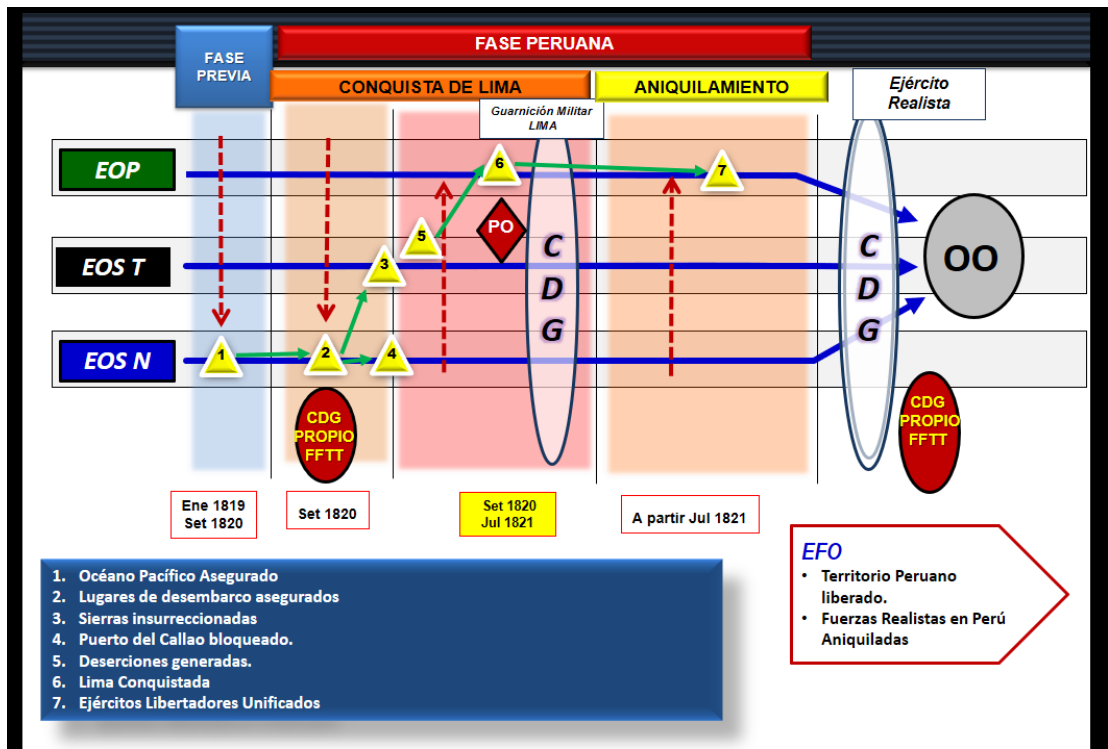 FASE
PREVIA
FASE PERUANA
CONQUISTA DE LIMA
ANIQUILAMIENTO
Guarnición Militar
LIMA
Ejército
Realista
EOP
6
7
EOS T
3
5
PO
C
D
G
C
D
G
OO
EOS N
1
2
4
CDG
PROPIO
FFTT
CDG
PROPIO
FFTT
Ene 1819
Set 1820
Set 1820
Set 1820
Jul 1821
A partir Jul 1821
1. Océano Pacífico Asegurado
2. Lugares de desembarco asegurados
3. Sierras insurreccionadas
4. Puerto del Callao bloqueado.
5. Deserciones generadas.
6. Lima Conquistada
7. Ejércitos Libertadores Unificados
EFO
• Territorio Peruano
liberado.
• Fuerzas Realistas en Perú
Aniquiladas